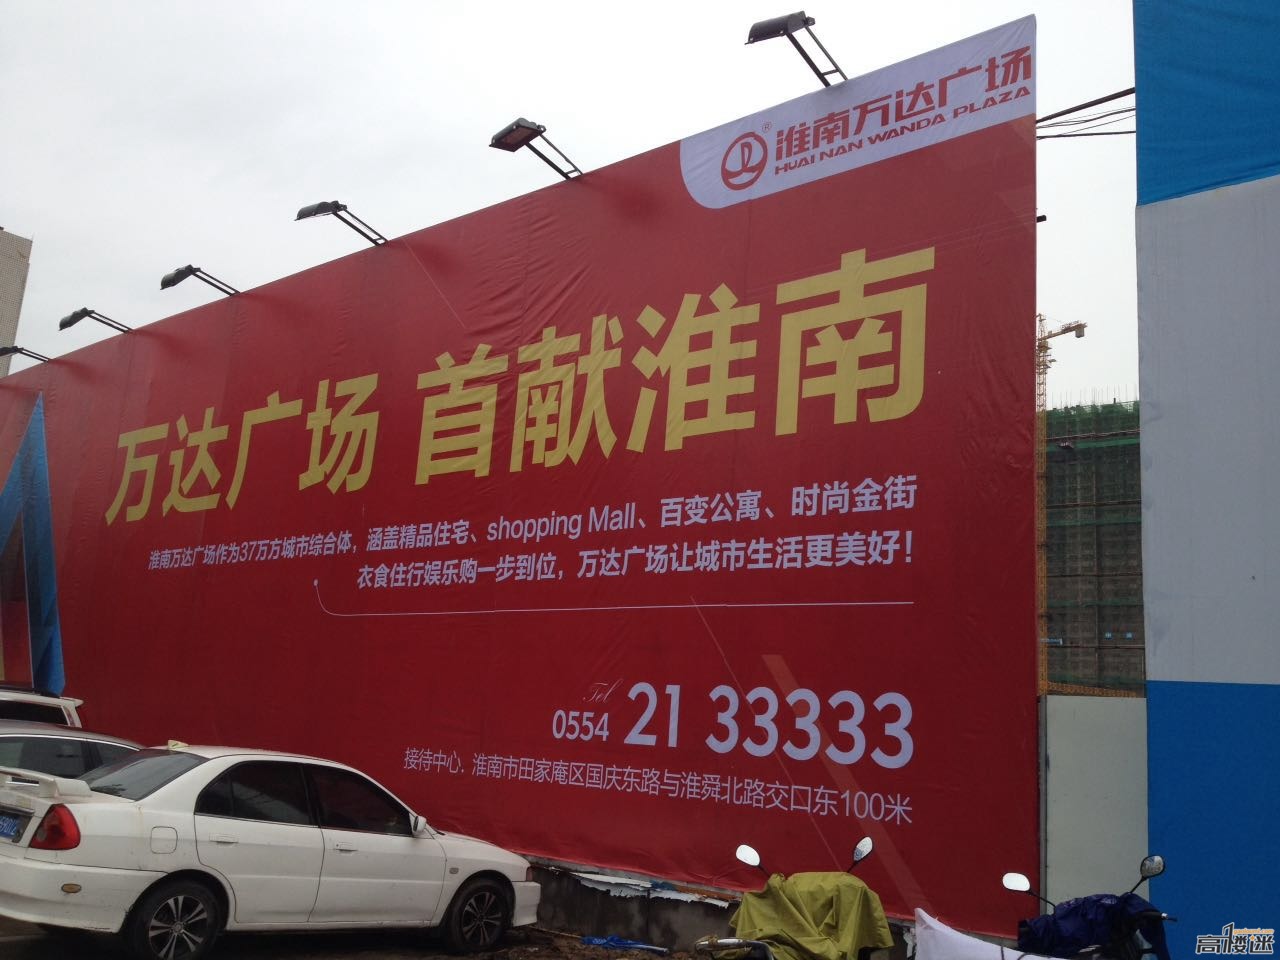 淮南万达广场
HUAI NAN WANDA PLAZA
万达广场 首献淮南
淮南万达广场作为37万方城市综合体，涵盖精品住宅、shopping Mall、百变公寓、时尚金街
衣食住行娱乐购一步到位，万达广场让城市生活更美好！
Tel 0554 21 33333
接待中心．淮南市田家庵区国庆东路与淮舜北路交口东100米
高楼迷